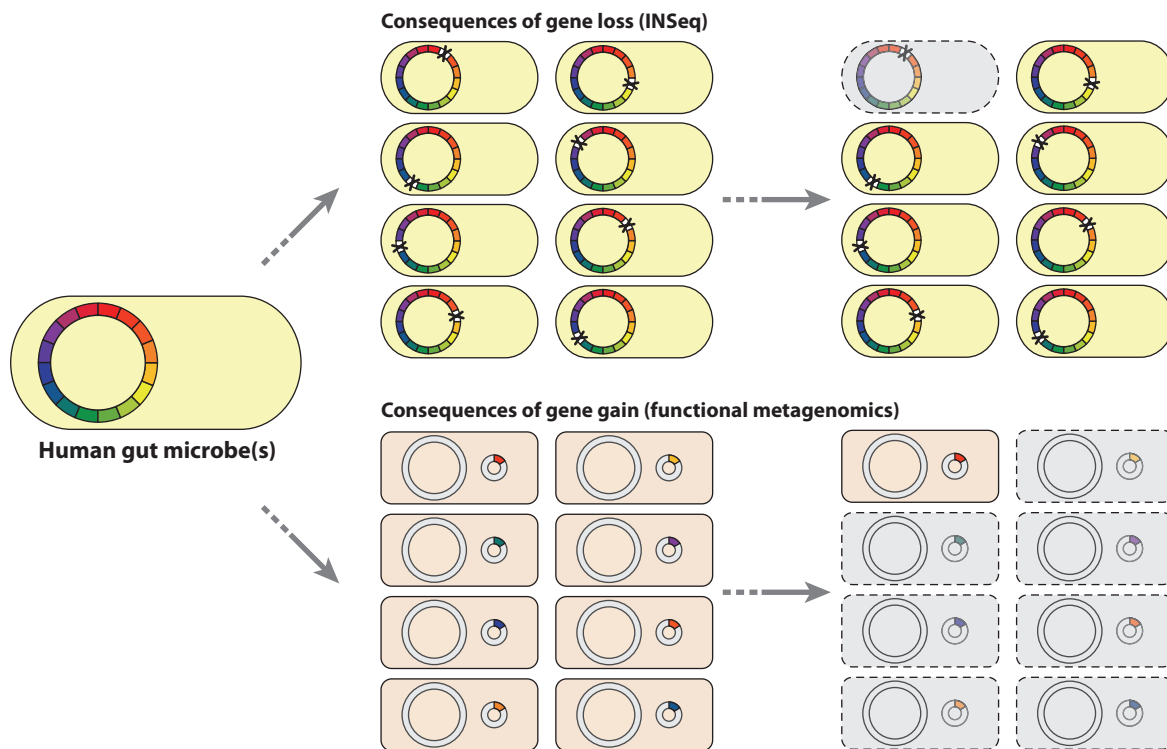 Consequences of gene loss (INSeq)
Human gut microbe(s)
Consequences of gene gain (functional metagenomics)